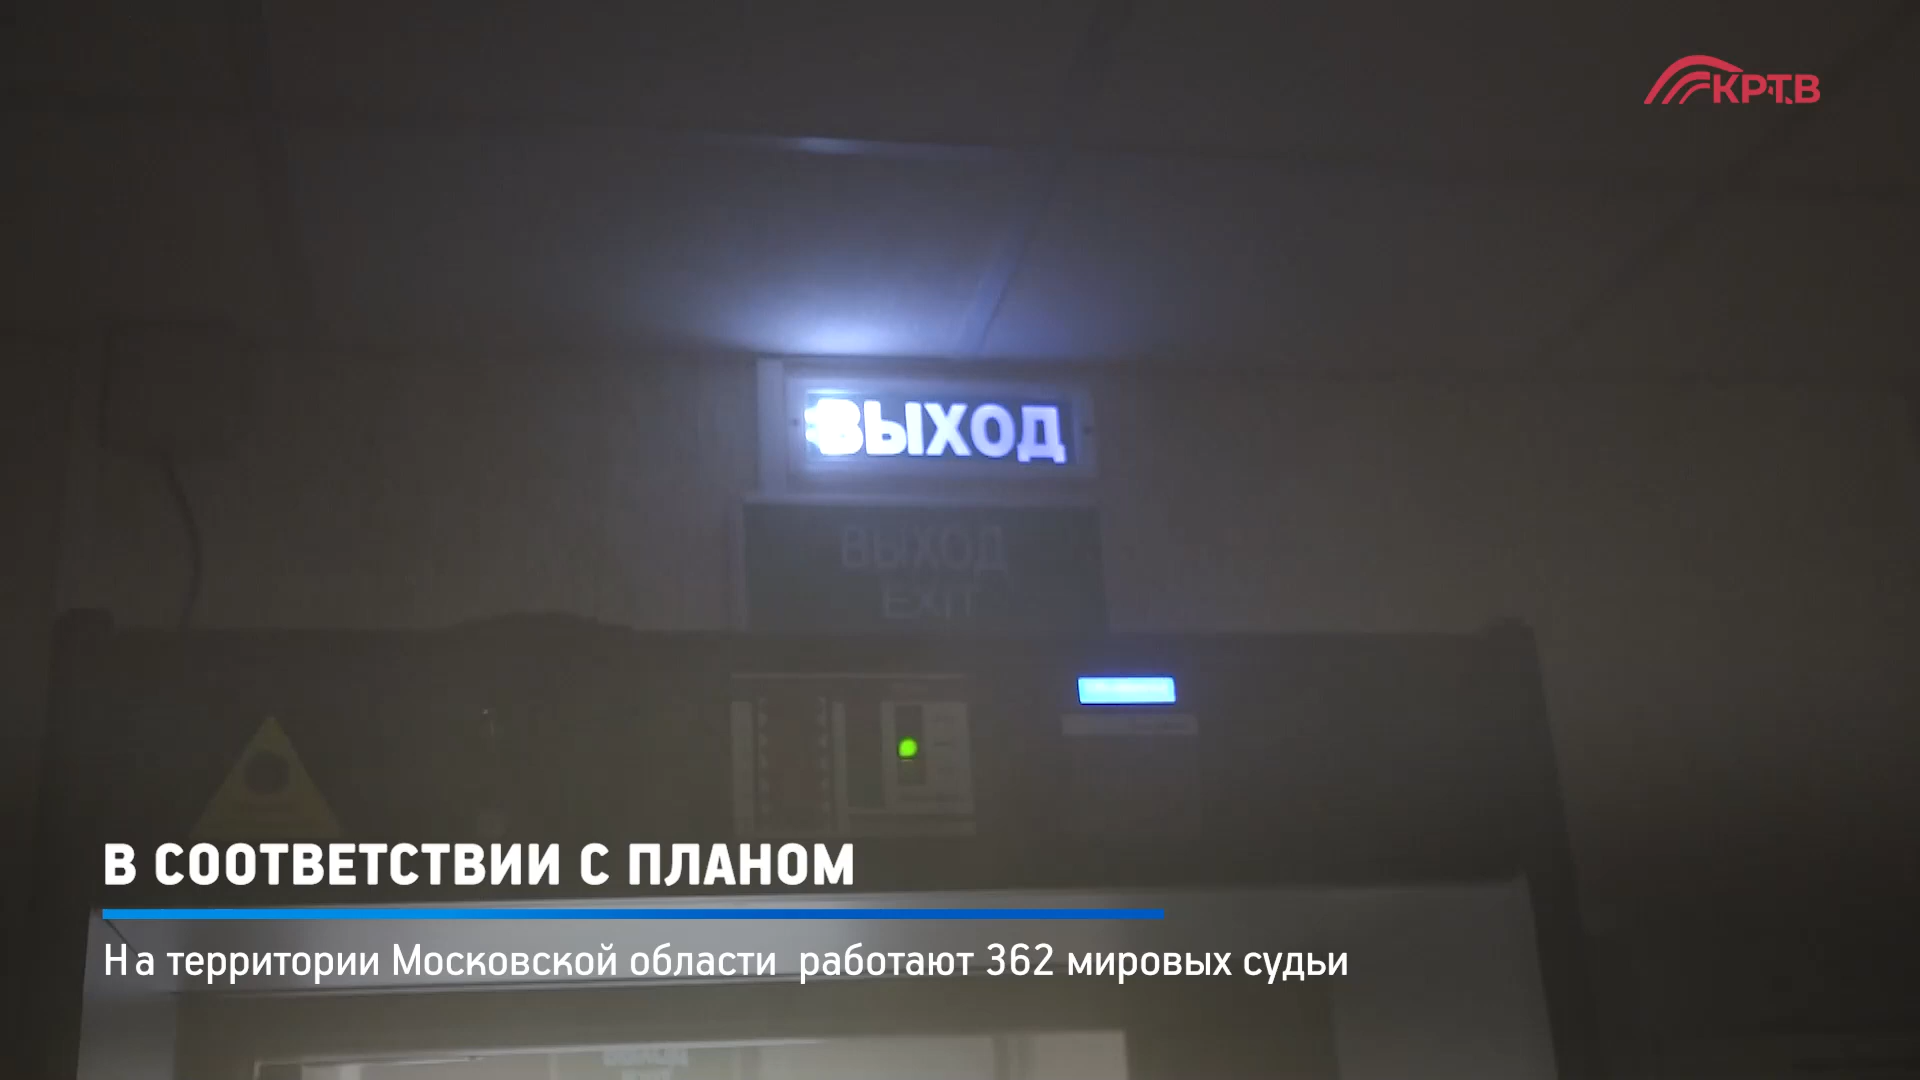 КРТВ
ВЫХОД
ВЫХОД
EXIT
В СООТВЕТСТВИИ С ПЛАНОМ
На территории Московской области работают 362 мировых судьи